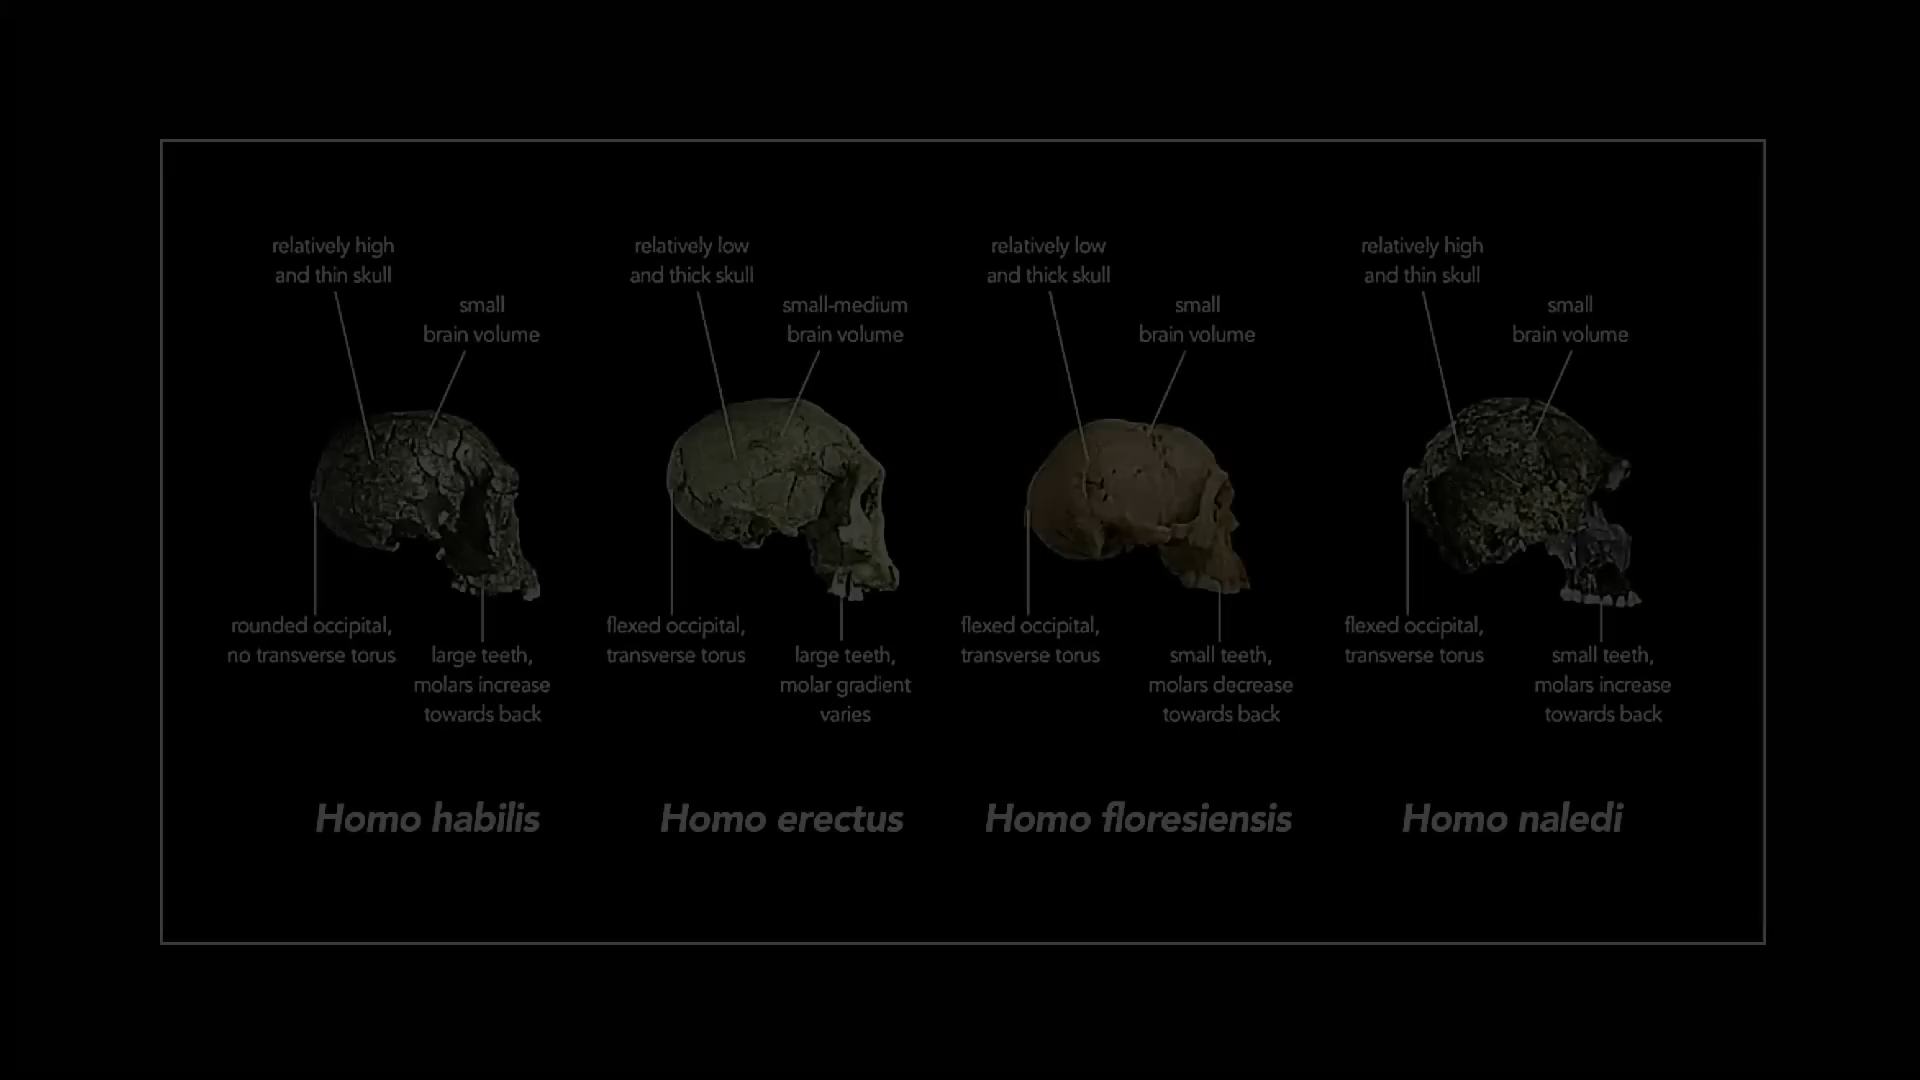 relatively high
and thin skull
small
brain volume
rounded occipital,
no transverse torus
large teeth,
molars increase
towards back
Homo habilis
relatively low
and thick skull
small-medium
brain volume
flexed occipital,
transverse torus
large teeth,
molar gradient
varies
Homo erectus
relatively low
and thick skull
small
brain volume
flexed occipital,
transverse torus
small teeth,
molars decrease
towards back
Homo floresiensis
relatively high
and thin skull
small
brain volume
flexed occipital,
transverse torus
small teeth,
molars increase
towards back
Homo naledi